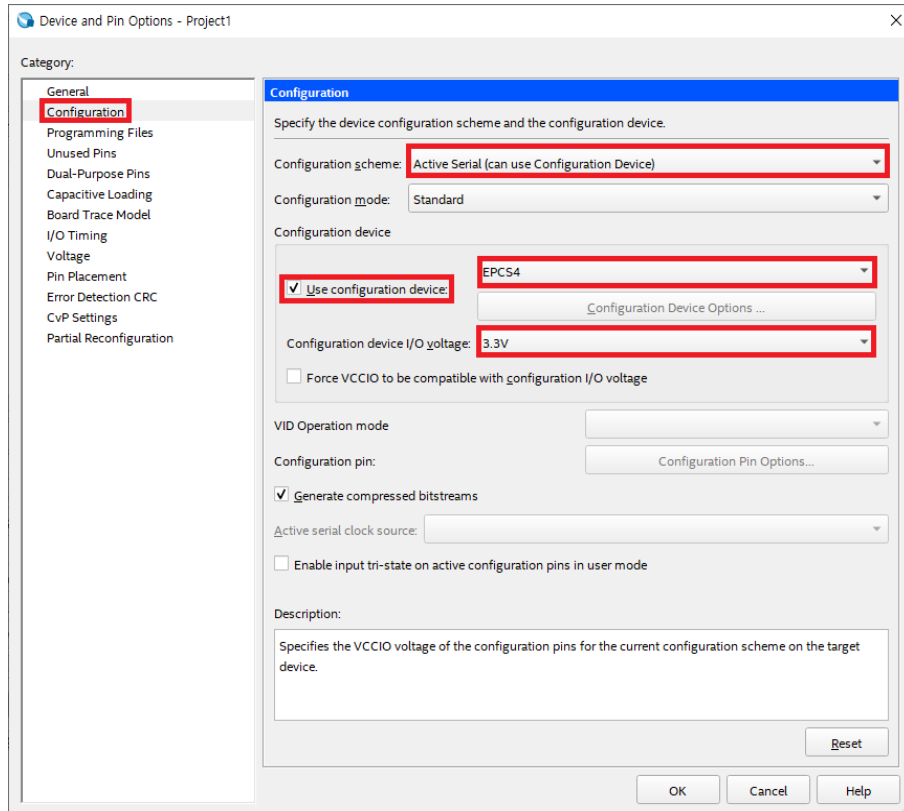 Device and Pin Options - Project1
Category:
General
Configuration
Programming Files
Unused Pins
Dual-Purpose Pins
Capacitive Loading
Board Trace Model
I/O Timing
Voltage
Pin Placement
Error Detection CRC
CvP Settings
Partial Reconfiguration
Configuration
Specify the device configuration scheme and the configuration device.
Configuration scheme: Active Serial (can use Configuration Device)
Configuration mode: Standard
Configuration device
Use configuration device: EPCS4
Configuration Device Options ...
Configuration device I/O voltage: 3.3V
Force VCCIO to be compatible with configuration I/O voltage
VID Operation mode
Configuration pin: Configuration Pin Options...
Generate compressed bitstreams
Active serial clock source:
Enable input tri-state on active configuration pins in user mode
Description:
Specifies the VCCIO voltage of the configuration pins for the current configuration scheme on the target
device.
Reset
OK Cancel Help